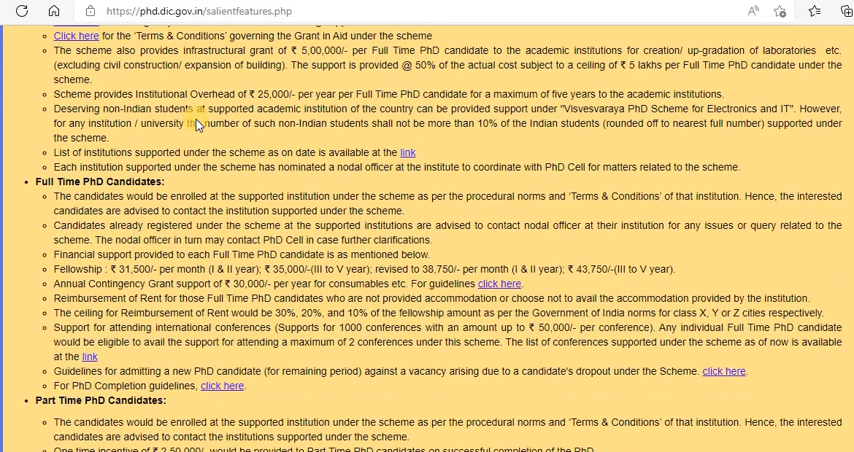 https://phd.dic.gov.in/salientfeatures.php
Click here for the 'Terms & Conditions' governing the Grant in Aid under the scheme
The scheme also provides infrastructural grant of ₹ 5,00,000/- per Full Time PhD candidate to the academic institutions for creation/ up-gradation of laboratories etc.
(excluding civil construction/ expansion of building). The support is provided @ 50% of the actual cost subject to a ceiling of ₹ 5 lakhs per Full Time PhD candidate under the
scheme.
Scheme provides Institutional Overhead of ₹ 25,000/- per year per Full Time PhD candidate for a maximum of five years to the academic institutions.
Deserving non-Indian students at supported academic institution of the country can be provided support under "Visvesvaraya PhD Scheme for Electronics and IT". However,
for any institution / university the number of such non-Indian students shall not be more than 10% of the Indian students (rounded off to nearest full number) supported under
the scheme.
List of institutions supported under the scheme as on date is available at the link
Each institution supported under the scheme has nominated a nodal officer at the institute to coordinate with PhD Cell for matters related to the scheme.
Full Time PhD Candidates:
The candidates would be enrolled at the supported institution under the scheme as per the procedural norms and 'Terms & Conditions' of that institution. Hence, the interested
candidates are advised to contact the institution supported under the scheme.
Candidates already registered under the scheme at the supported institutions are advised to contact nodal officer at their institution for any issues or query related to the
scheme. The nodal officer in turn may contact PhD Cell in case further clarifications.
Financial support provided to each Full Time PhD candidate is as mentioned below.
Fellowship : ₹ 31,500/- per month (I & II year); ₹ 35,000/-(III to V year); revised to 38,750/- per month (I & II year); ₹ 43,750/-(III to V year).
Annual Contingency Grant support of ₹ 30,000/- per year for consumables etc. For guidelines click here.
Reimbursement of Rent for those Full Time PhD candidates who are not provided accommodation or choose not to avail the accommodation provided by the institution.
The ceiling for Reimbursement of Rent would be 30%, 20%, and 10% of the fellowship amount as per the Government of India norms for class X, Y or Z cities respectively.
Support for attending international conferences (Supports for 1000 conferences with an amount up to ₹ 50,000/- per conference). Any individual Full Time PhD candidate
would be eligible to avail the support for attending a maximum of 2 conferences under this scheme. The list of conferences supported under the scheme as of now is available
at the link
Guidelines for admitting a new PhD candidate (for remaining period) against a vacancy arising due to a candidate's dropout under the Scheme. click here.
For PhD Completion guidelines, click here.
Part Time PhD Candidates:
The candidates would be enrolled at the supported institution under the scheme as per the procedural norms and 'Terms & Conditions' of that institution. Hence, the interested
candidates are advised to contact the institutions supported under the scheme.
One time incentive of ₹ 2,50,000/- would be provided to Part Time PhD candidates on successful completion of the PhD.